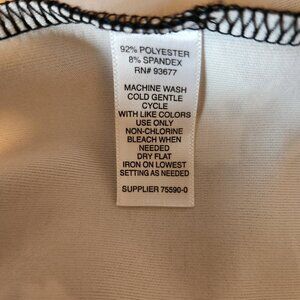 92% POLYESTER
8% SPANDEX
RN# 93677
MACHINE WASH
COLD GENTLE
CYCLE
WITH LIKE COLORS
USE ONLY
NON-CHLORINE
BLEACH WHEN
NEEDED
DRY FLAT
IRON ON LOWEST
SETTING AS NEEDED
SUPPLIER 75590-0